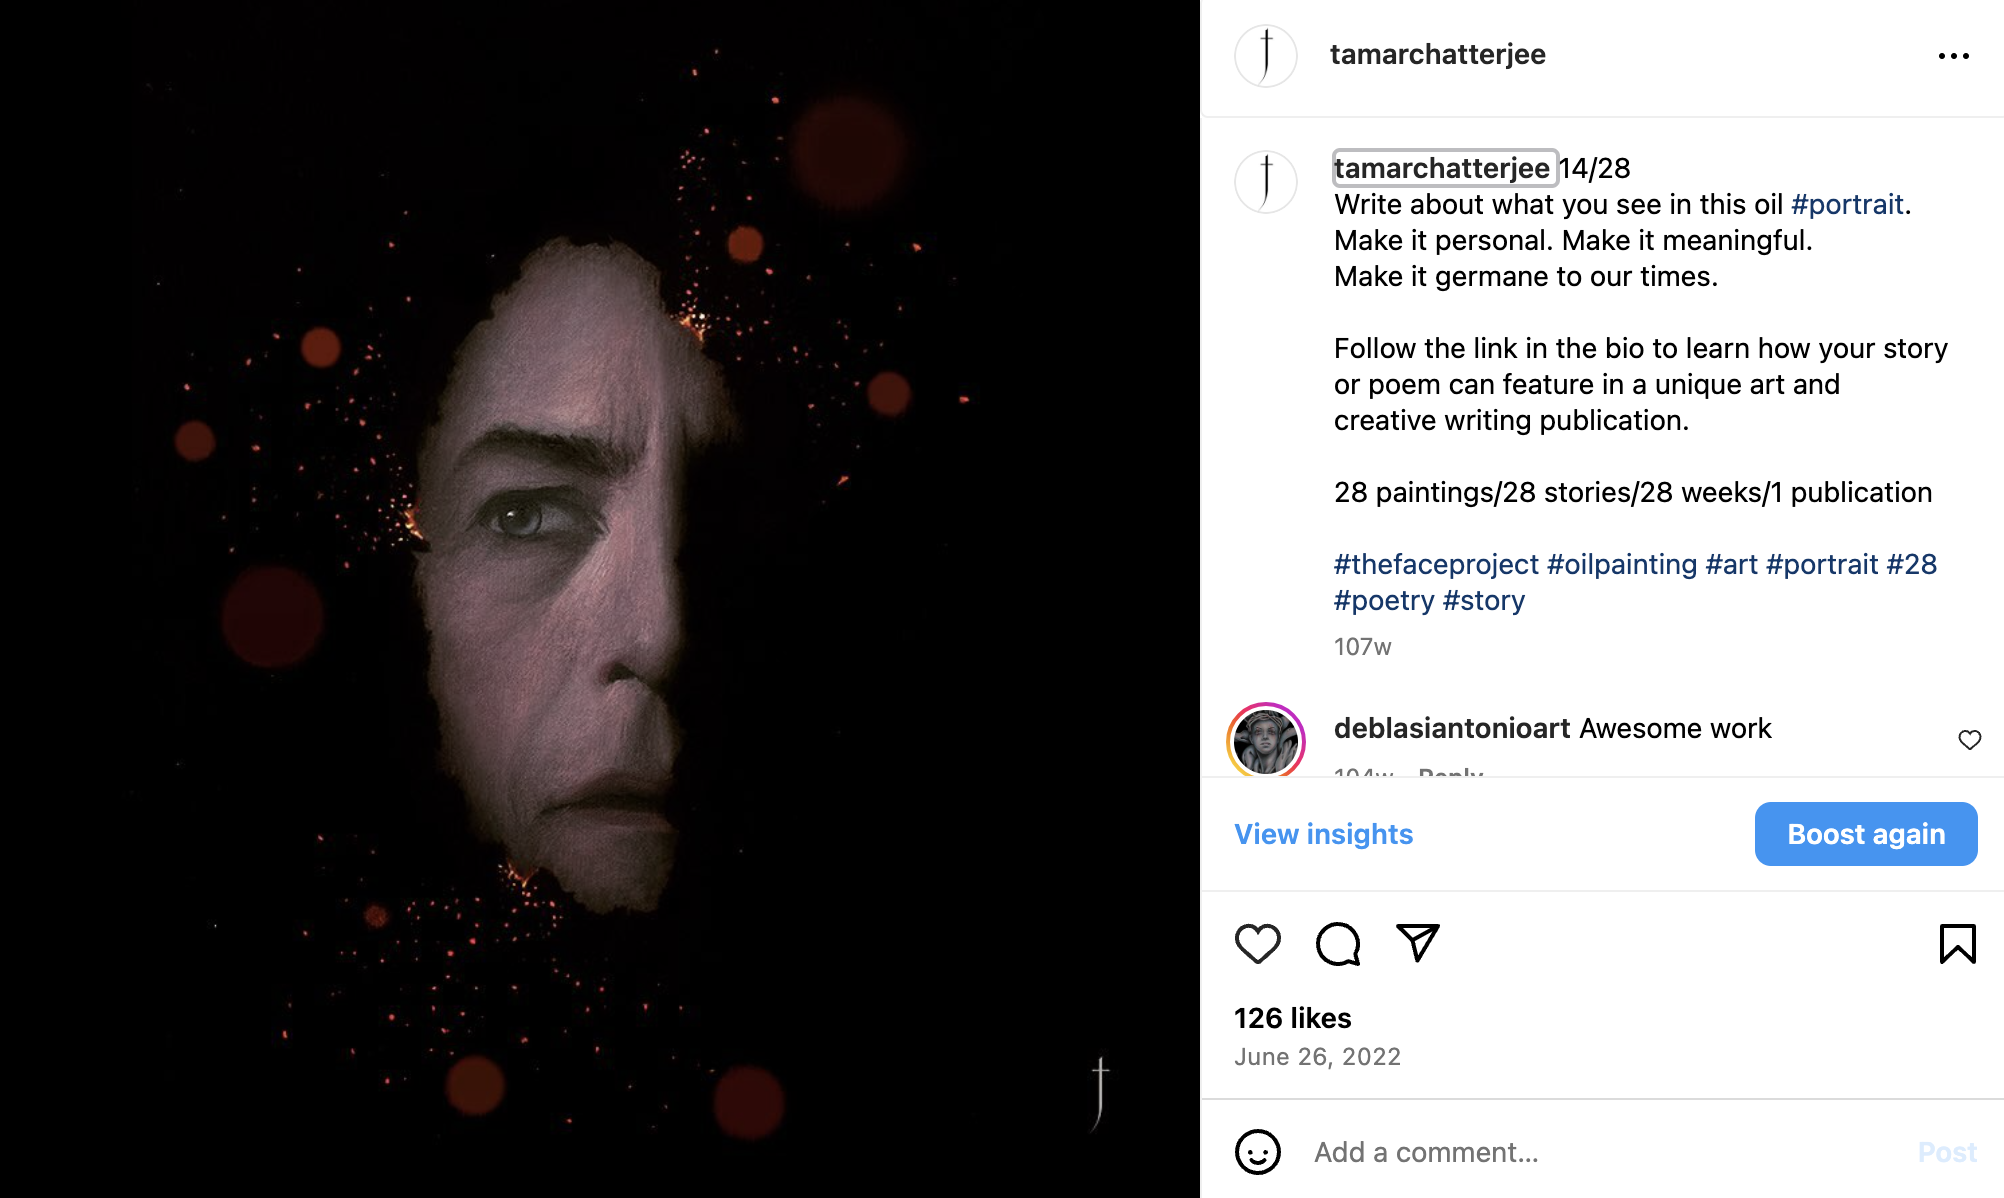 tamarchatterjee
tamarchatterjee 14/28
Write about what you see in this oil #portrait.
Make it personal. Make it meaningful.
Make it germane to our times.
Follow the link in the bio to learn how your story
or poem can feature in a unique art and
creative writing publication.
28 paintings/28 stories/28 weeks/1 publication
#thefaceproject #oilpainting #art #portrait #28
#poetry #story
107w
deblasiantonioart Awesome work
104w Reply
View insights
Boost again
126 likes
June 26, 2022
Add a comment...
Post